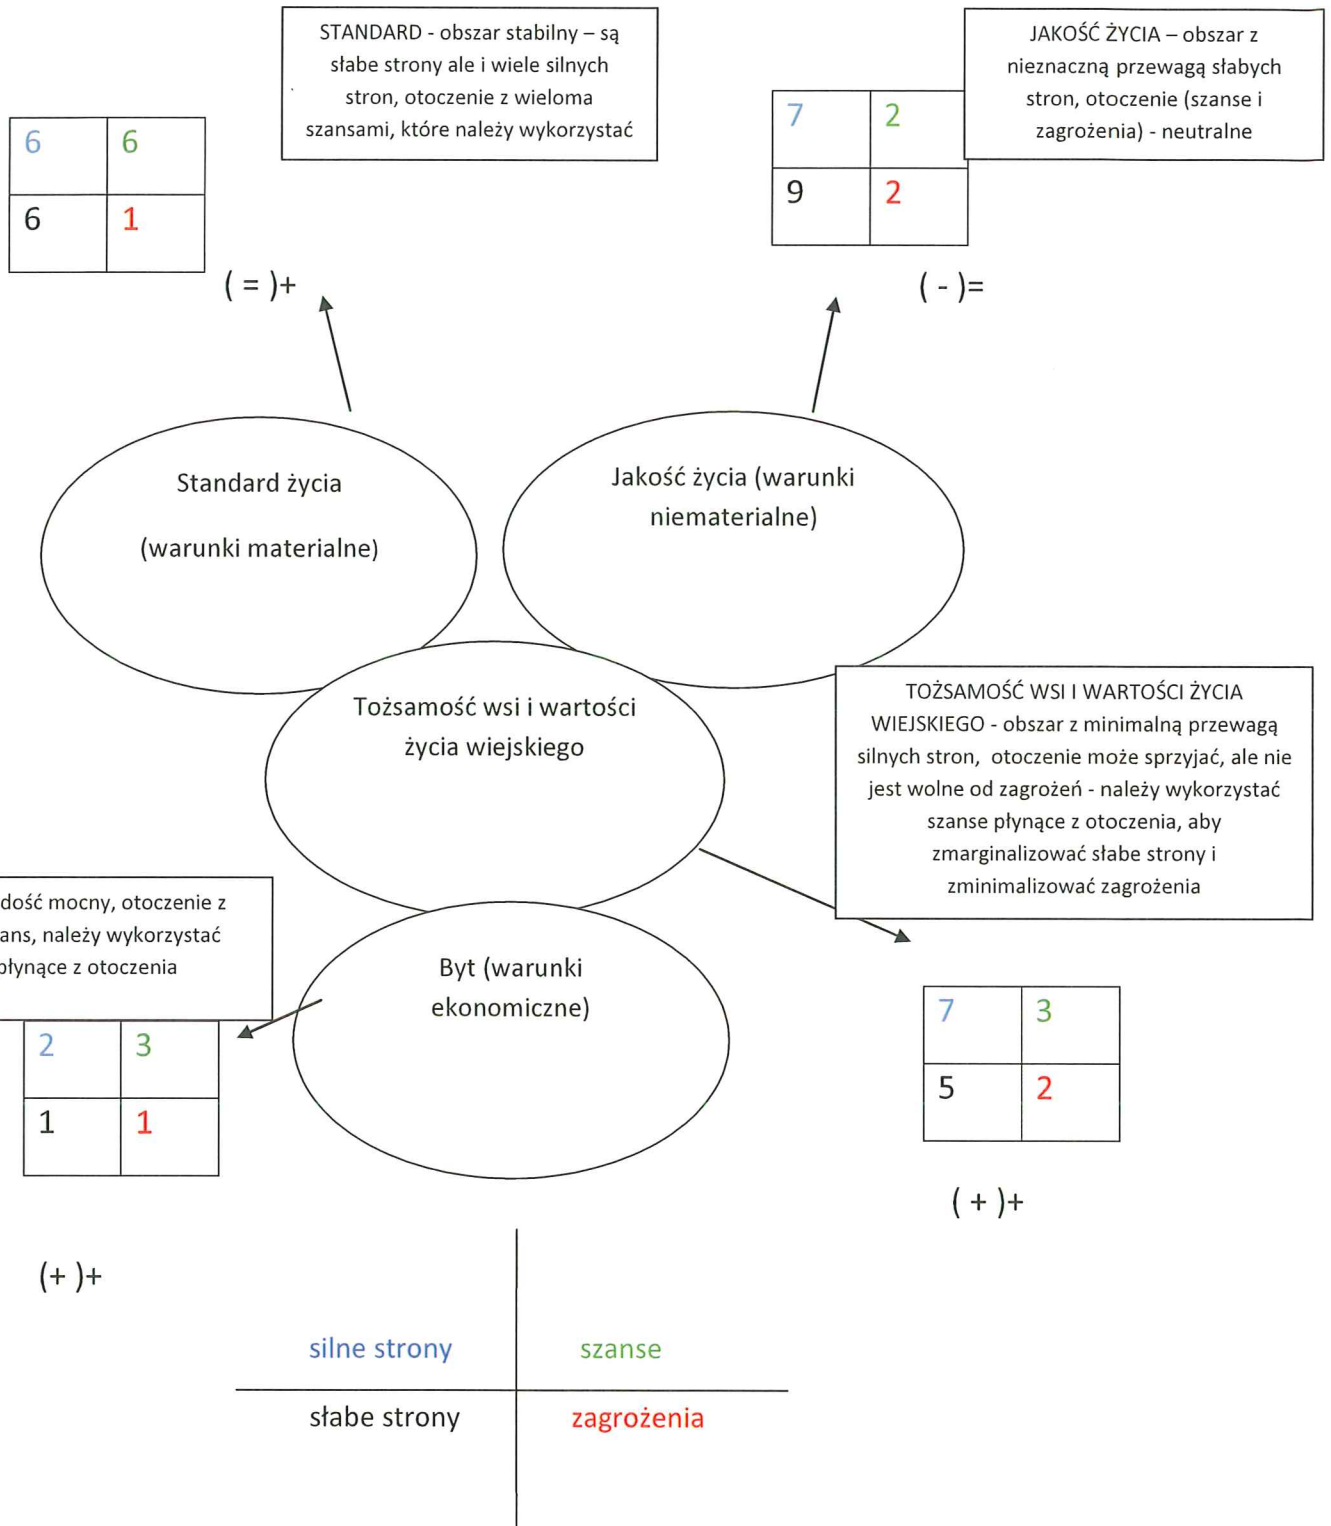 STANDARD - obszar stabilny – są
słabe strony ale i wiele silnych
stron, otoczenie z wieloma
szansami, które należy wykorzystać
JAKOŚĆ ŻYCIA – obszar z
nieznaczną przewagą słabych
stron, otoczenie (szanse i
zagrożenia) - neutralne
6 6
6 1
( = )+
7 2
9 2
( - )=
Standard życia
(warunki materialne)
Jakość życia (warunki
niematerialne)
Tożsamość wsi i wartości
życia wiejskiego
TOŻSAMOŚĆ WSI I WARTOŚCI ŻYCIA
WIEJSKIEGO - obszar z minimalną przewagą
silnych stron, otoczenie może sprzyjać, ale nie
jest wolne od zagrożeń - należy wykorzystać
szanse płynące z otoczenia, aby
zmarginalizować słabe strony i
zminimalizować zagrożenia
dość mocny, otoczenie z
ans, należy wykorzystać
płynące z otoczenia
Byt (warunki
ekonomiczne)
2 3
1 1
(+ )+
7 3
5 2
( + )+
silne strony szanse
słabe strony zagrożenia